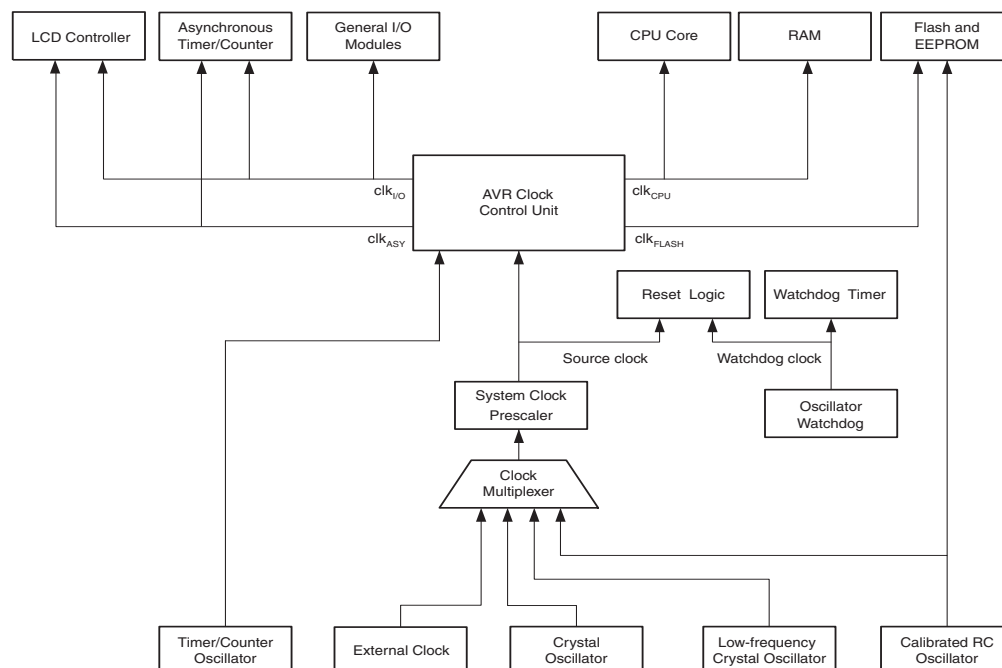 LCD Controller
Asynchronous
Timer/Counter
General I/O
Modules
CPU Core
RAM
Flash and
EEPROM
clkI/O
AVR Clock
Control Unit
clkCPU
clkASY
clkFLASH
Reset Logic
Watchdog Timer
Source clock
Watchdog clock
System Clock
Prescaler
Oscillator
Watchdog
Clock
Multiplexer
Timer/Counter
Oscillator
External Clock
Crystal
Oscillator
Low-frequency
Crystal Oscillator
Calibrated RC
Oscillator